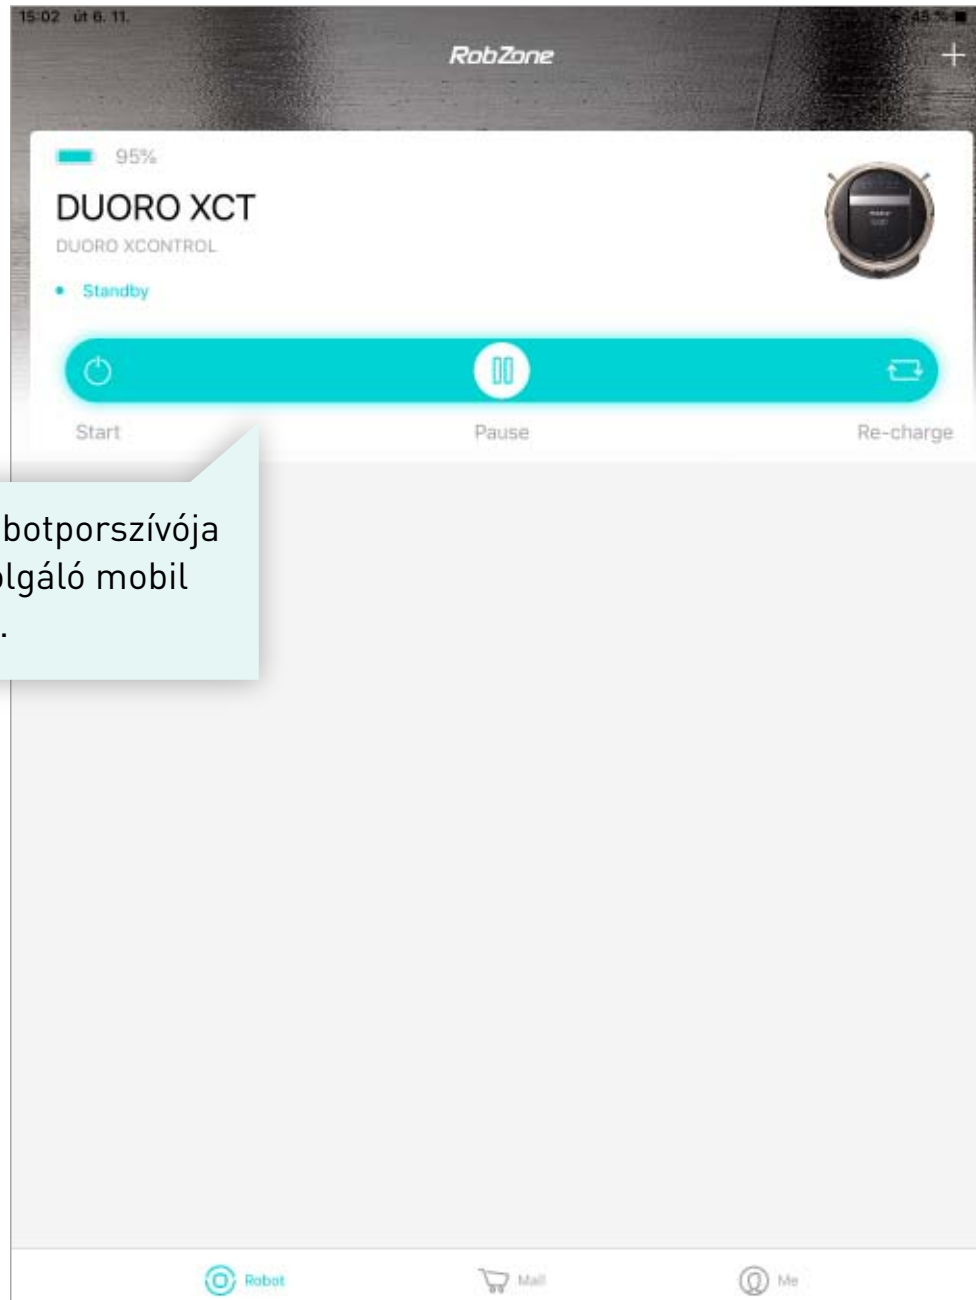 15:02 út 6. 11.
45 %
RobZone
95%
DUORO XCT
DUORO XCONTROL
Standby
Start
Pause
Re-charge
botporszívója
olgáló mobil
.
Robot
Mall
Me